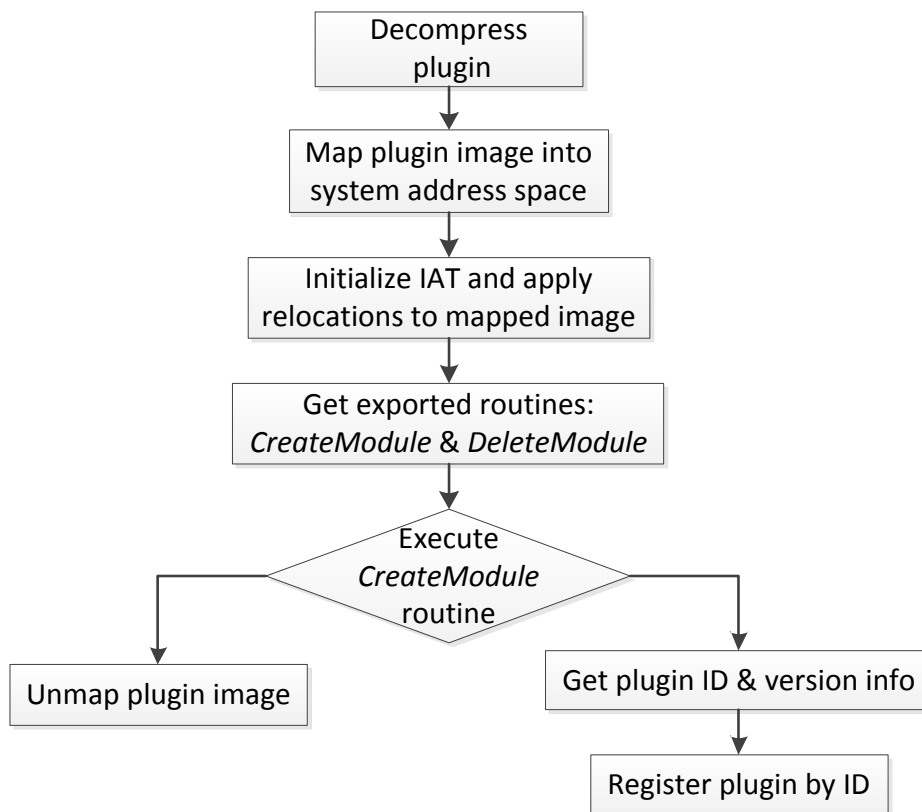 Decompress
plugin
Map plugin image into
system address space
Initialize IAT and apply
relocations to mapped image
Get exported routines:
CreateModule & DeleteModule
Execute
CreateModule
routine
Unmap plugin image
Get plugin ID & version info
Register plugin by ID